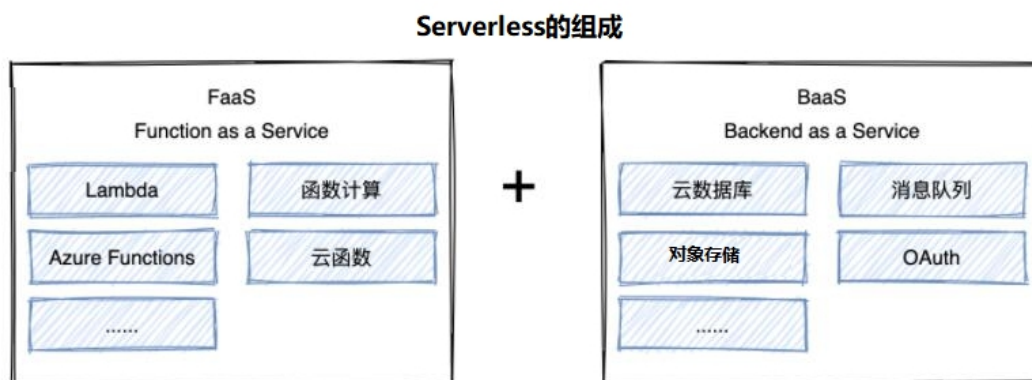 Serverless的组成
FaaS
Function as a Service
Lambda
函数计算
Azure Functions
云函数
......
+
BaaS
Backend as a Service
云数据库
消息队列
对象存储
OAuth
......